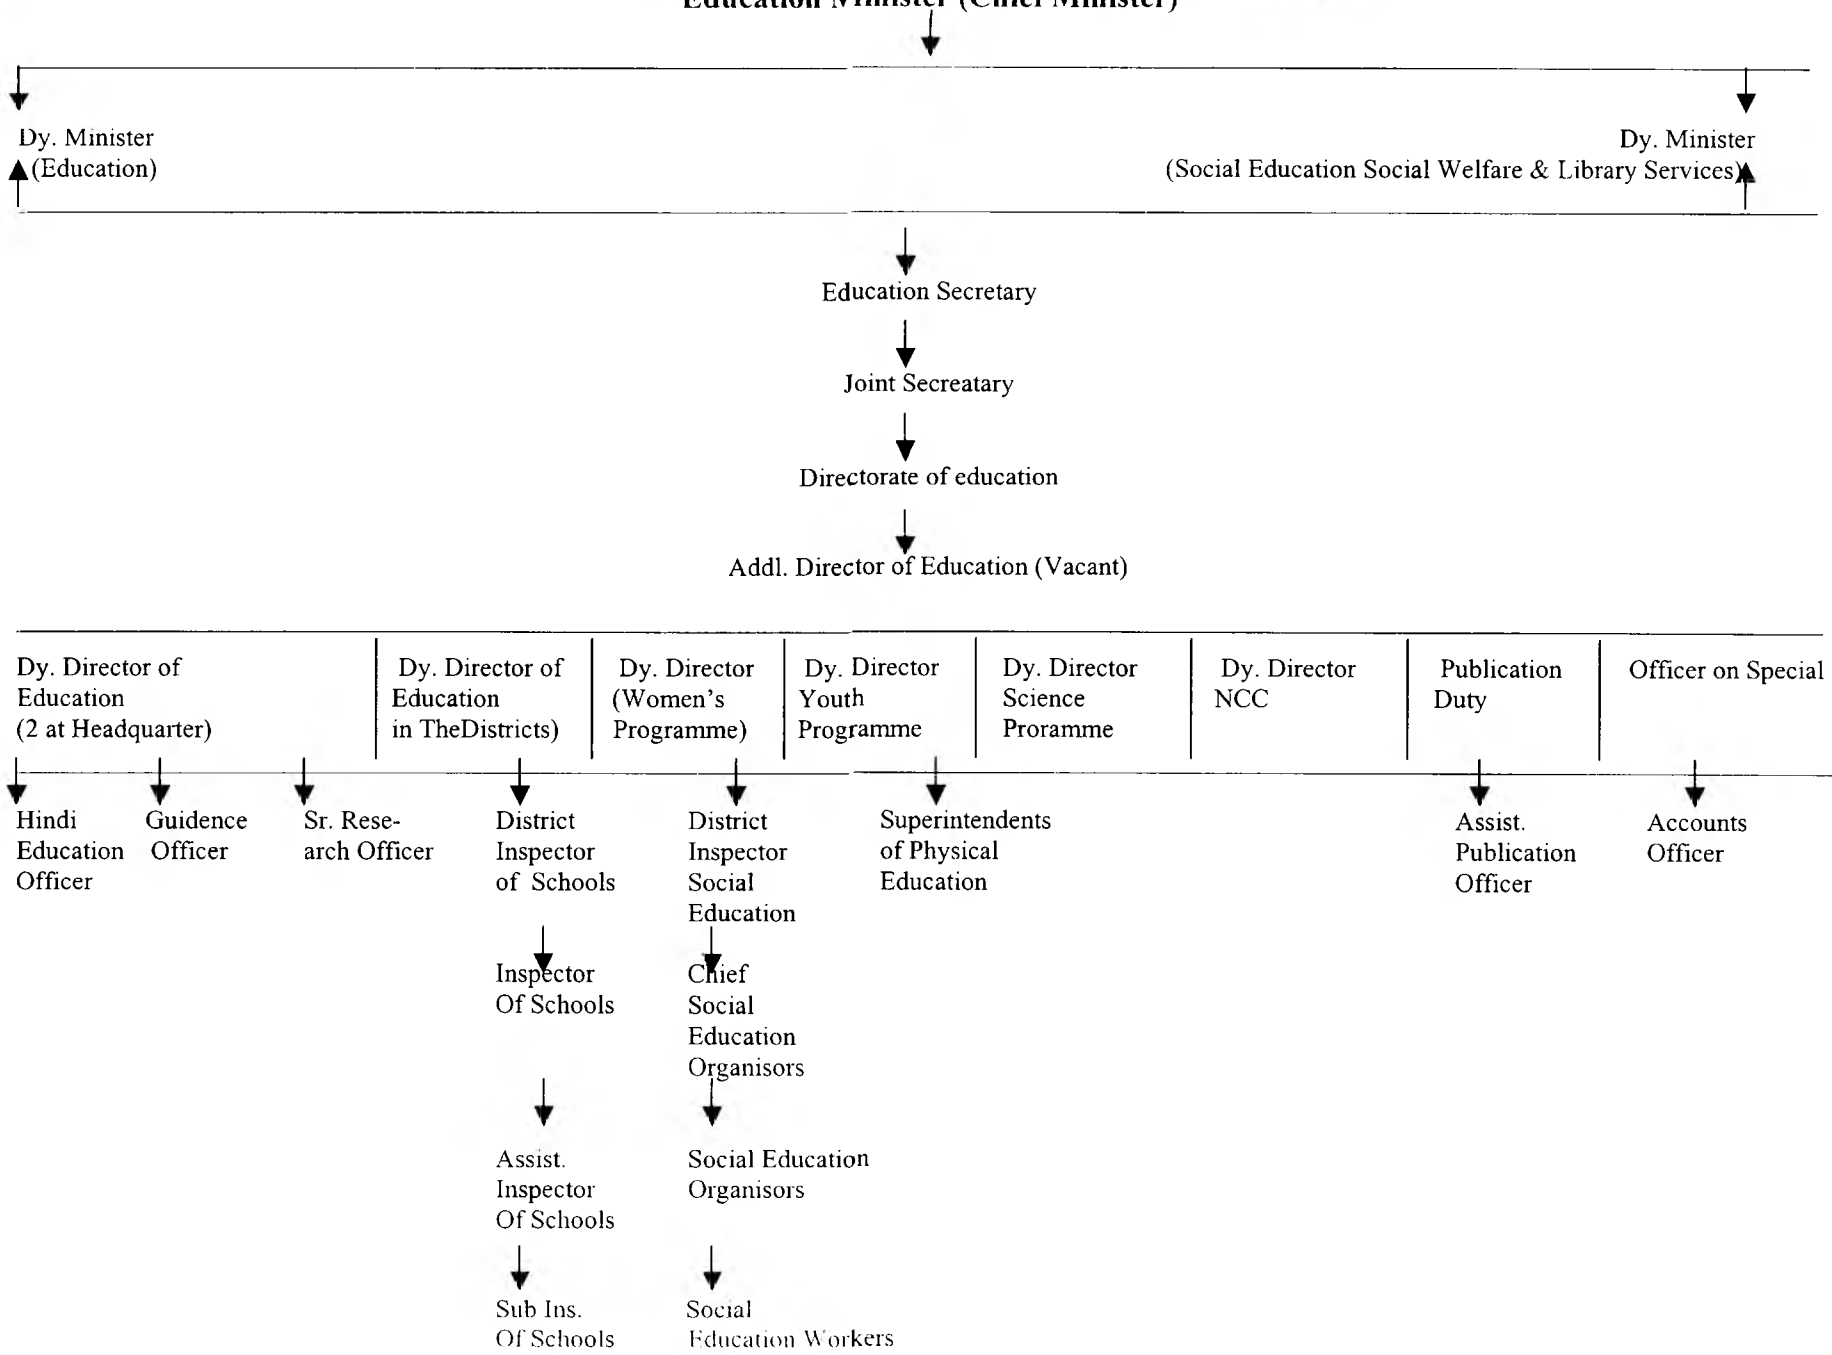 Education Minister (Chief Minister)
Dy. Minister
(Education)
Dy. Minister
(Social Education Social Welfare & Library Services)
Education Secretary
Joint Secreatary
Directorate of education
Addl. Director of Education (Vacant)
Dy. Director of
Education
(2 at Headquarter)
Dy. Director of
Education
in TheDistricts)
Dy. Director
(Women's
Programme)
Dy. Director
Youth
Programme
Dy. Director
Science
Proramme
Dy. Director
NCC
Publication
Duty
Officer on Special
Hindi
Education
Officer
Guidence
Officer
Sr. Rese-
arch Officer
District
Inspector
of Schools
District
Inspector
Social
Education
Superintendents
of Physical
Education
Assist.
Publication
Officer
Accounts
Officer
Inspector
Of Schools
Chief
Social
Education
Organisors
Assist.
Inspector
Of Schools
Social Education
Organisors
Sub Ins.
Of Schools
Social
Education Workers